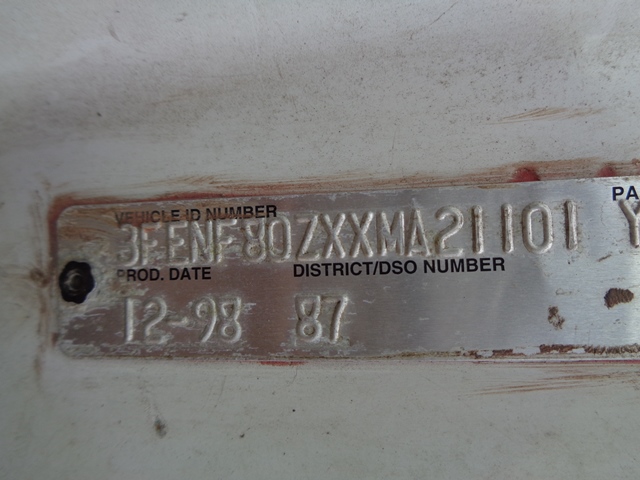 VEHICLE ID NUMBER
PA
3FENF80ZXXMA21101 Y
PROD. DATE DISTRICT/DSO NUMBER
12-98 87